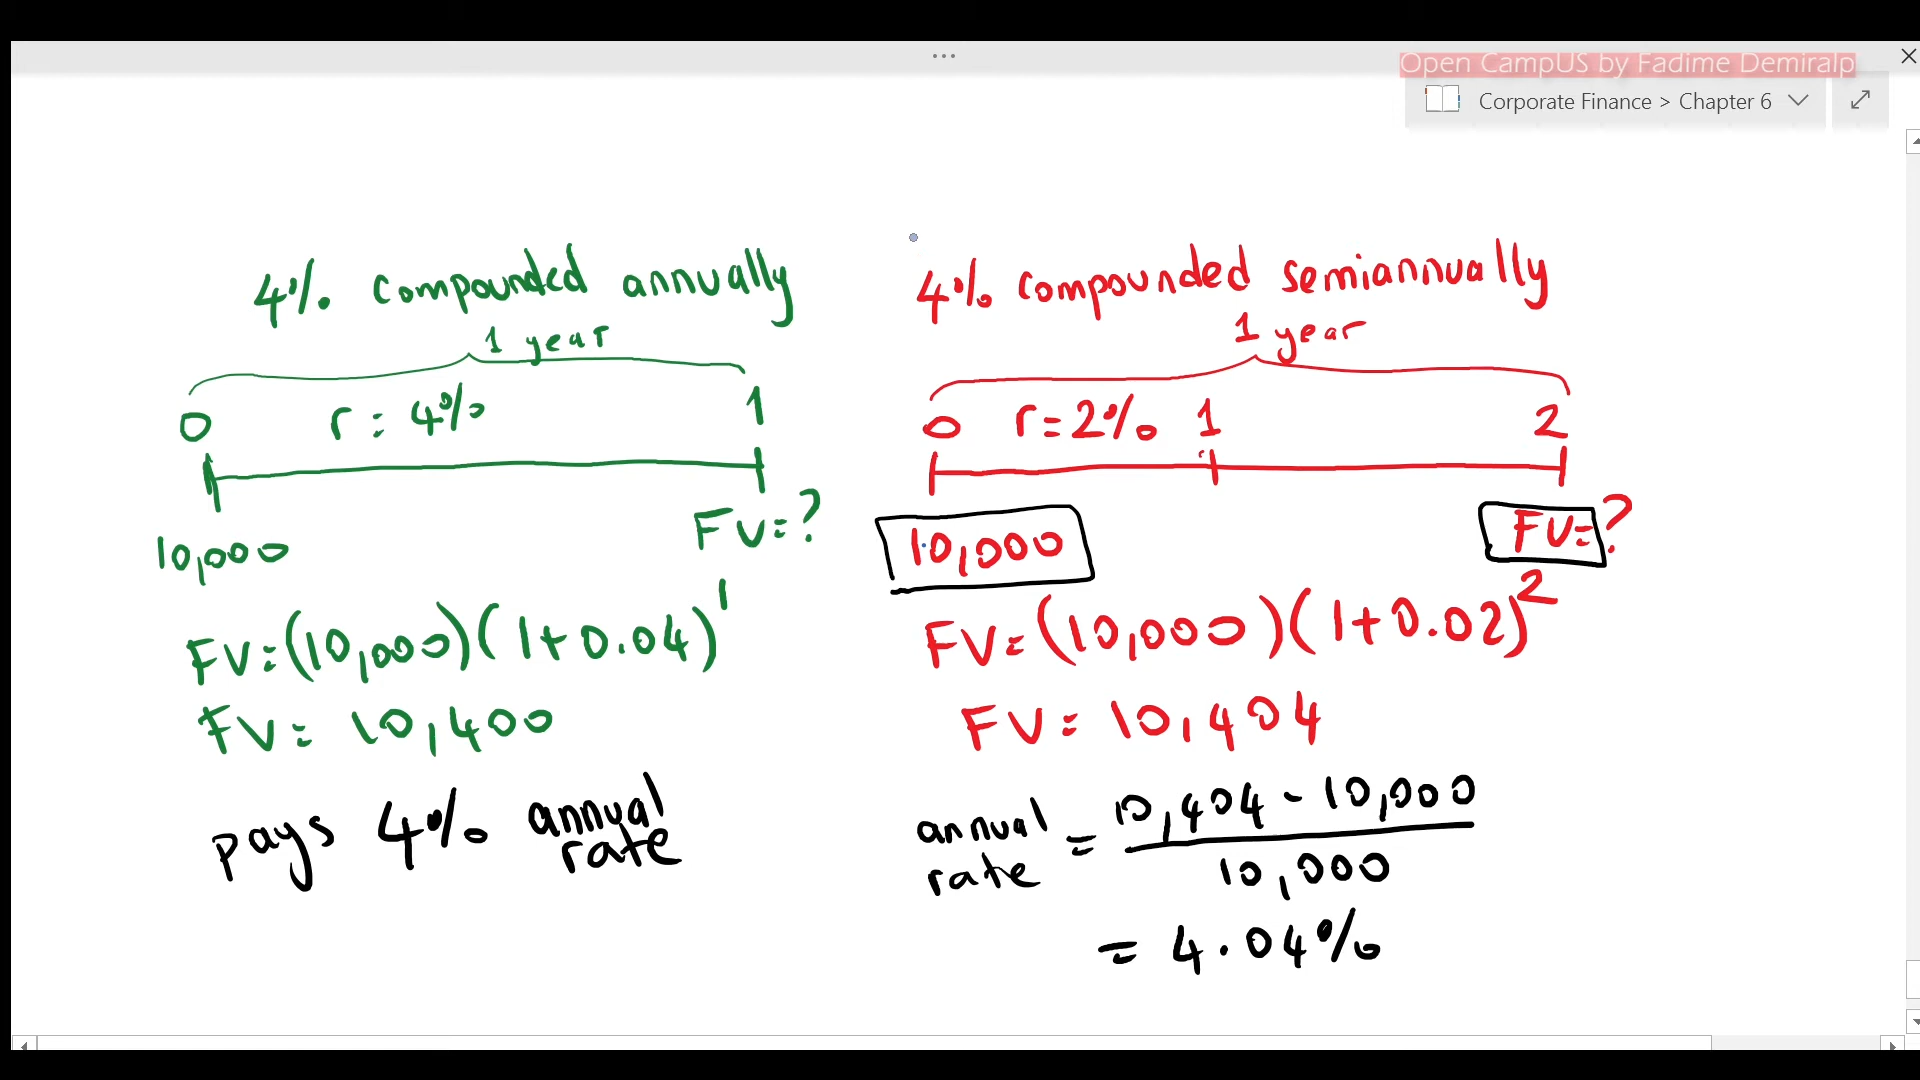 Open CampUS by Fadime Demiralp
Corporate Finance > Chapter 6
4% compounded annually
1 year
0 r = 4% 1
10,000 FV=?
FV=(10,000)(1+0.04)¹
FV= 10,400
pays 4% annual rate
4% compounded semiannually
1 year
0 r=2% 1 2
10,000 FV=?
FV=(10,000)(1+0.02)²
FV= 10,404
annual rate = 10,404 - 10,000
10,000
= 4.04%